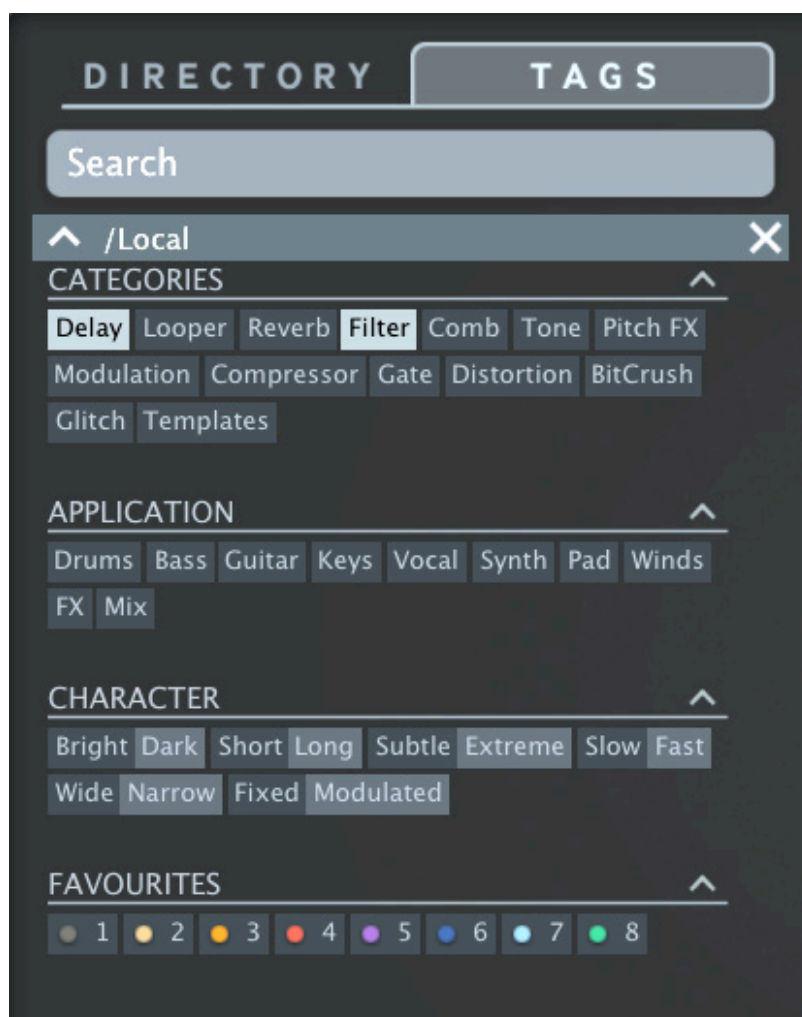 DIRECTORY TAGS
Search
/Local
CATEGORIES
Delay Looper Reverb Filter Comb Tone Pitch FX
Modulation Compressor Gate Distortion BitCrush
Glitch Templates
APPLICATION
Drums Bass Guitar Keys Vocal Synth Pad Winds
FX Mix
CHARACTER
Bright Dark Short Long Subtle Extreme Slow Fast
Wide Narrow Fixed Modulated
FAVOURITES
1 2 3 4 5 6 7 8